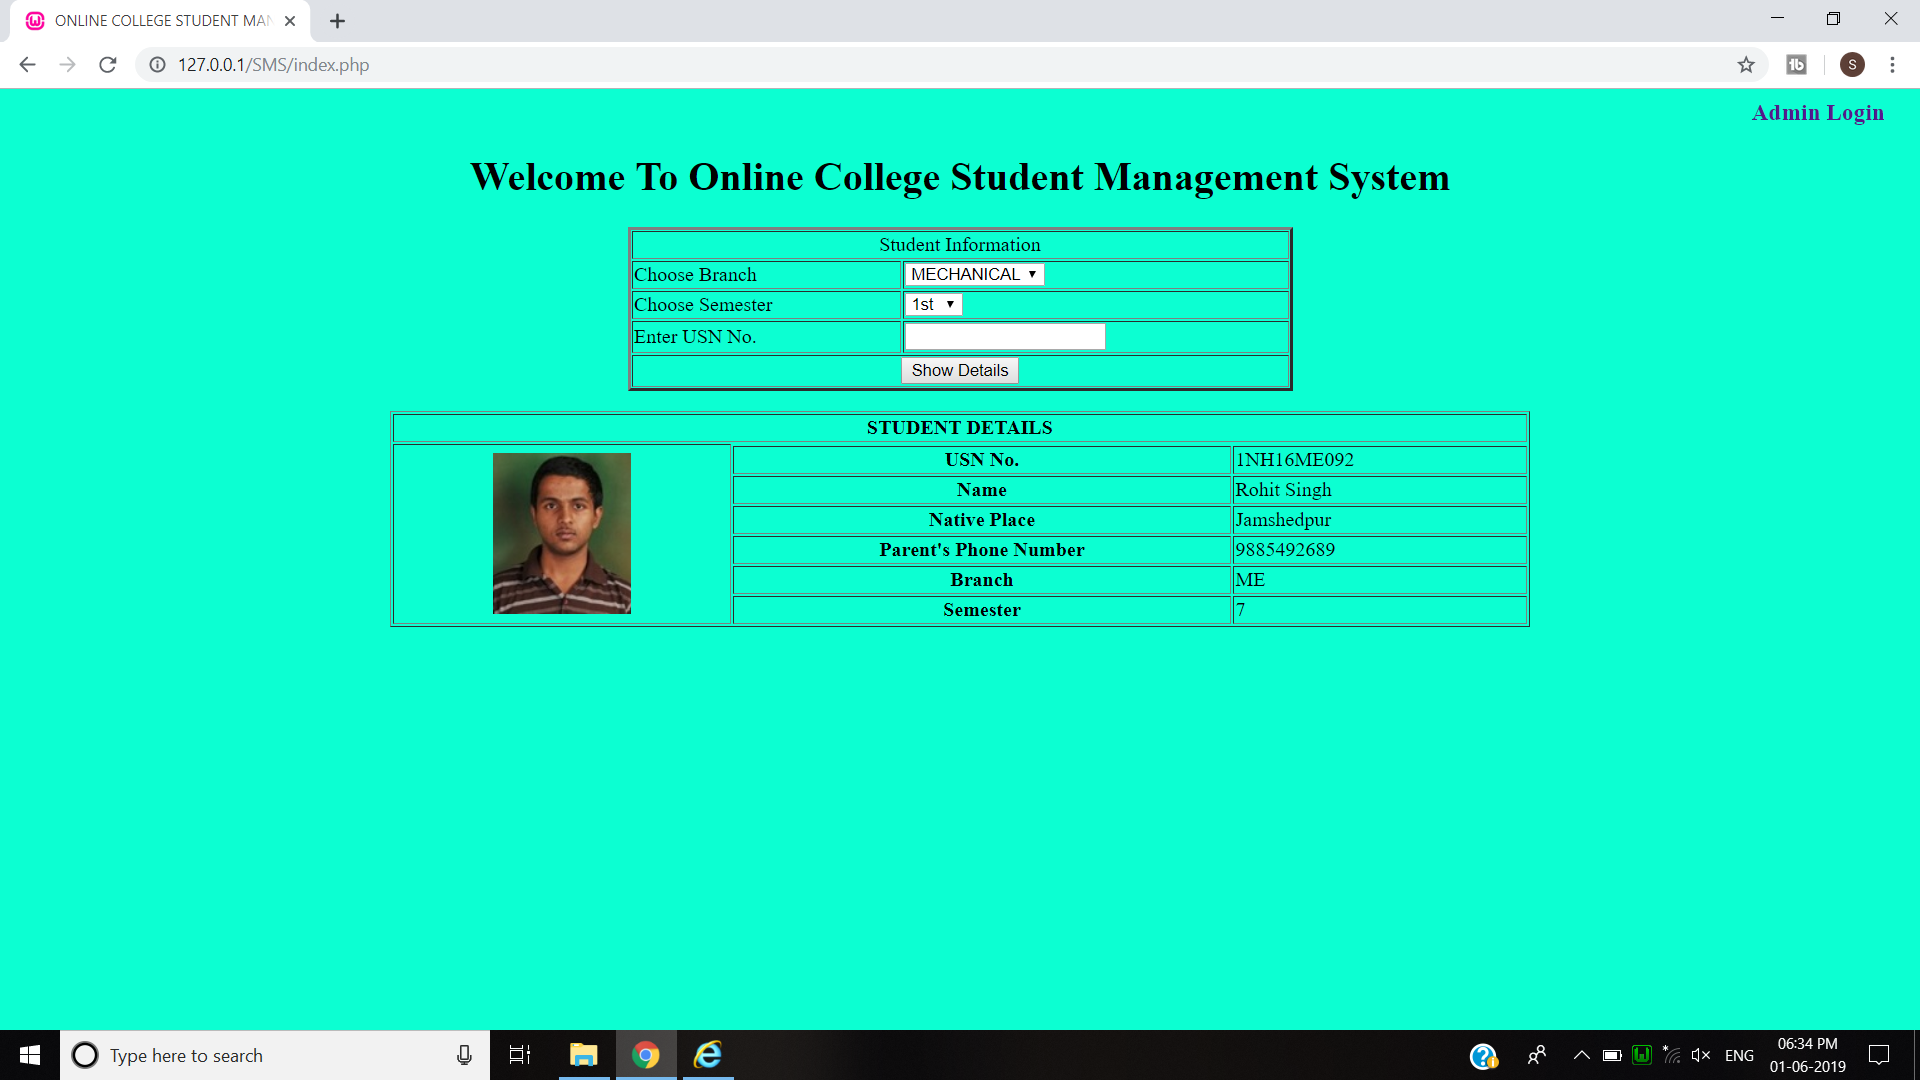 ONLINE COLLEGE STUDENT MAN
127.0.0.1/SMS/index.php
S
Admin Login
Welcome To Online College Student Management System
Student Information
Choose Branch MECHANICAL
Choose Semester 1st
Enter USN No.
Show Details
STUDENT DETAILS
USN No. 1NH16ME092
Name Rohit Singh
Native Place Jamshedpur
Parent's Phone Number 9885492689
Branch ME
Semester 7
Type here to search
ENG
06:34 PM
01-06-2019